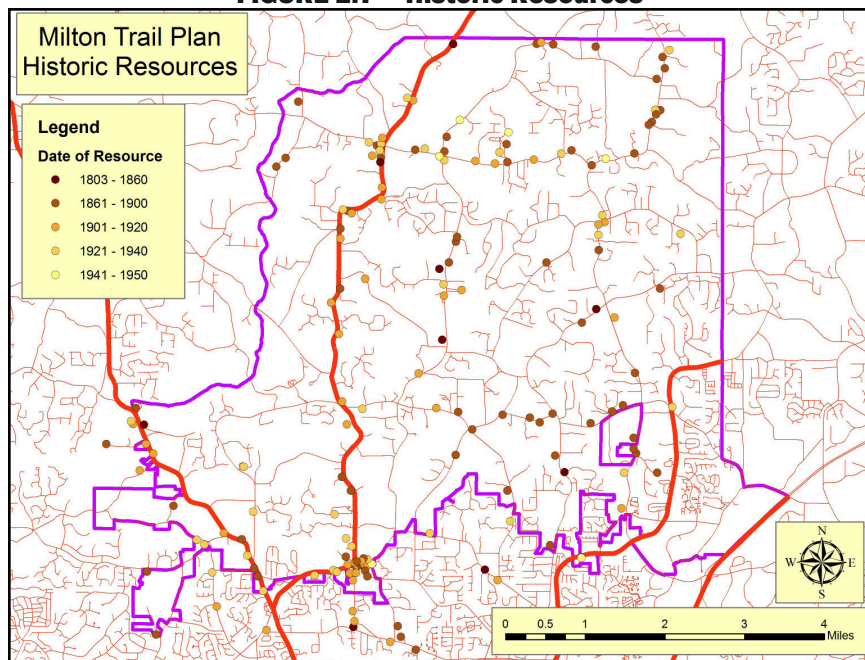 Milton Trail Plan
Historic Resources
Legend
Date of Resource
1803 - 1860
1861 - 1900
1901 - 1920
1921 - 1940
1941 - 1950
N
W E
S
0 0.5 1 2 3 4
Miles